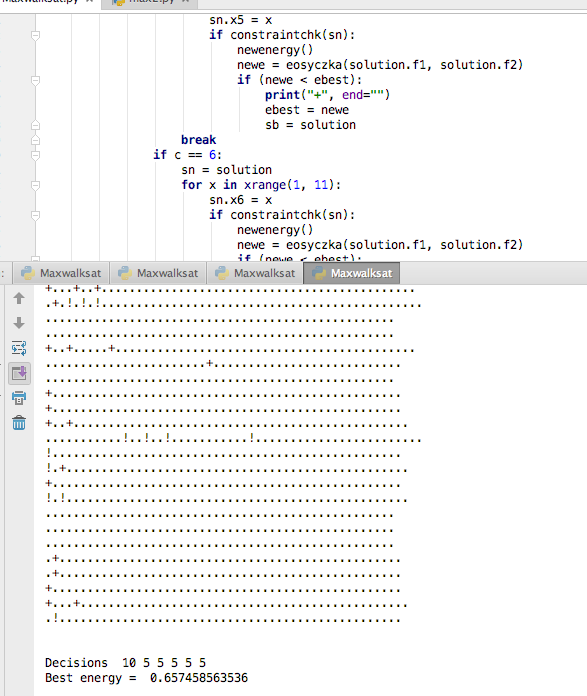 Maxwalksat.py × max2.py ×
sn.x5 = x
if constraintchk(sn):
newenergy()
newe = eosyczka(solution.f1, solution.f2)
if (newe < ebest):
print("+", end="")
ebest = newe
sb = solution
break
if c == 6:
sn = solution
for x in xrange(1, 11):
sn.x6 = x
if constraintchk(sn):
newenergy()
newe = eosyczka(solution.f1, solution.f2)
if (newe < ebest):
: Maxwalksat Maxwalksat Maxwalksat Maxwalksat
+...+..+.............................................
.+.!.!.!..............................................
..................................................
..................................................
+..+.....+...........................................
.......................+...........................
..................................................
+..................................................
+..................................................
+..+................................................
...........!..!..!...........!........................
!..................................................
!.+.................................................
+..................................................
!.!.................................................
..................................................
..................................................
..................................................
.+.................................................
.+.................................................
+..................................................
+...+...............................................
.!.................................................
Decisions  10 5 5 5 5 5
Best energy =  0.657458563536